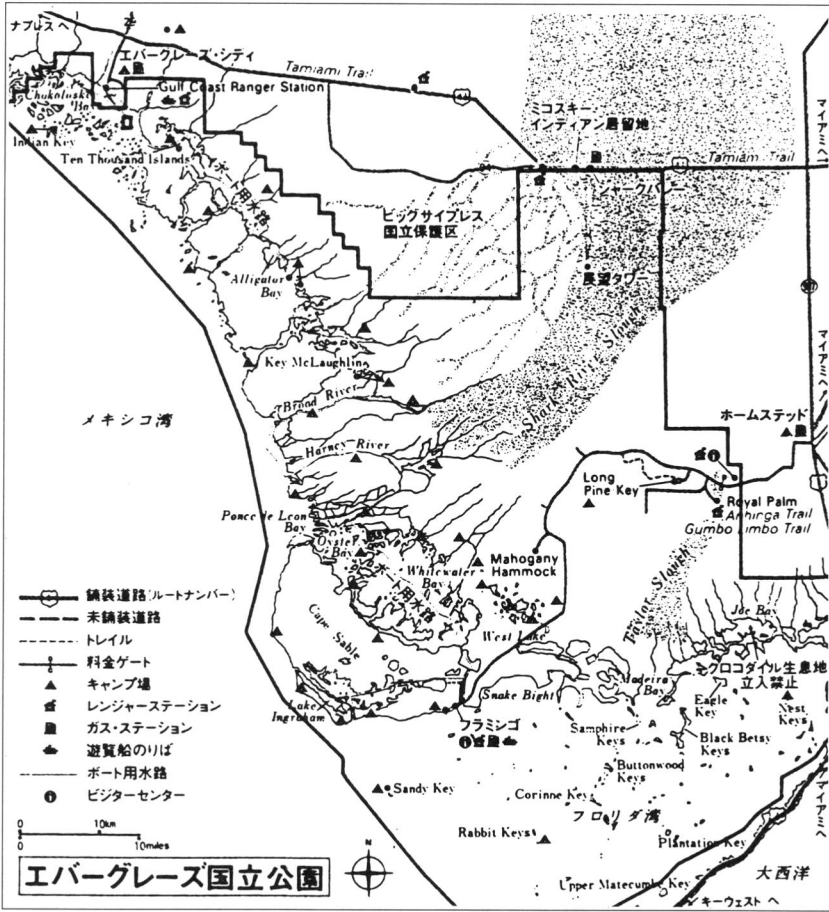 ナプレスへ
エバーグレーズ・シティ
Tamiami Trail
Gulf Coast Ranger Station
Chokoloskee
Indian Key
Ten Thousand Islands
ボート用水路
ミコスキー・
インディアン居留地
94
Tamiami Trail
シャークバレー
マイアミへ
ビッグサイプレス
国立保護区
展望タワー
Alligator
Bay
Key McLaughlin
Broad River
Shark River Slough
マイアミへ
メキシコ湾
Harney River
ホームステッド
Long
Pine Key
Royal Palm
Anhinga Trail
Gumbo Limbo Trail
Ponce de Leon
Bay
Oyster
Bay
Whitewater
Bay
ボート用水路
Mahogany
Hammock
Taylor Slough
Cape Sable
West Lake
Joe Bay
クロコダイル生息地
立入禁止
Lake
Ingraham
Snake Bight
Madeira
Bay
Eagle
Key
Nest
Keys
フラミンゴ
Samphire
Keys
Black Betsy
Keys
Buttonwood
Keys
Sandy Key
Corinne Key
フロリダ湾
マイアミへ
Rabbit Keys
Plantation Key
大西洋
Upper Matecumbe Key
キーウェストへ
舗装道路(ルートナンバー)
未舗装道路
トレイル
料金ゲート
キャンプ場
レンジャーステーション
ガス・ステーション
遊覧船のりば
ボート用水路
ビジターセンター
0 10km
0 10miles
N
エバーグレーズ国立公園